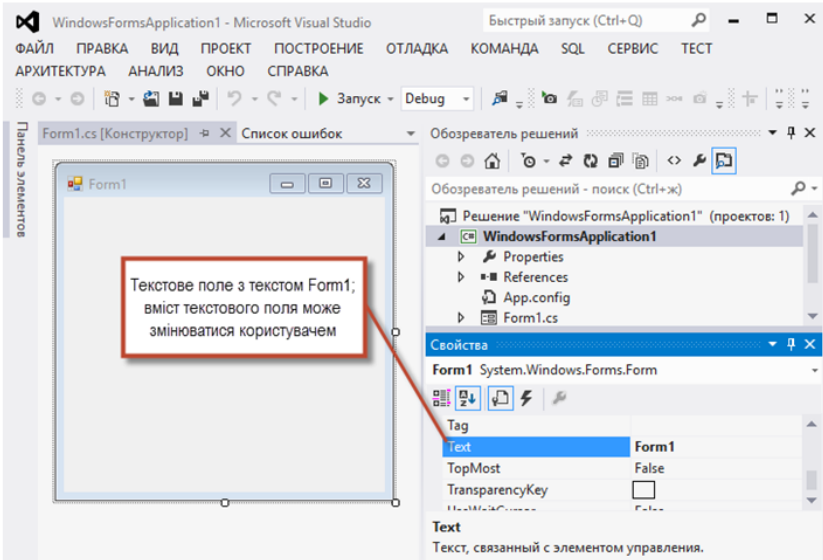 WindowsFormsApplication1 - Microsoft Visual Studio
Быстрый запуск (Ctrl+Q)
ФАЙЛ ПРАВКА ВИД ПРОЕКТ ПОСТРОЕНИЕ ОТЛАДКА КОМАНДА SQL СЕРВИС ТЕСТ
АРХИТЕКТУРА АНАЛИЗ ОКНО СПРАВКА
Запуск Debug
Панель элементов
Form1.cs [Конструктор] Список ошибок
Form1
Текстове поле з текстом Form1;
вміст текстового поля може
змінюватися користувачем
Обозреватель решений
Обозреватель решений - поиск (Ctrl+ж)
Решение "WindowsFormsApplication1" (проектов: 1)
WindowsFormsApplication1
Properties
References
App.config
Form1.cs
Свойства
Form1 System.Windows.Forms.Form
Tag
Text Form1
TopMost False
TransparencyKey
Text
Текст, связанный с элементом управления.